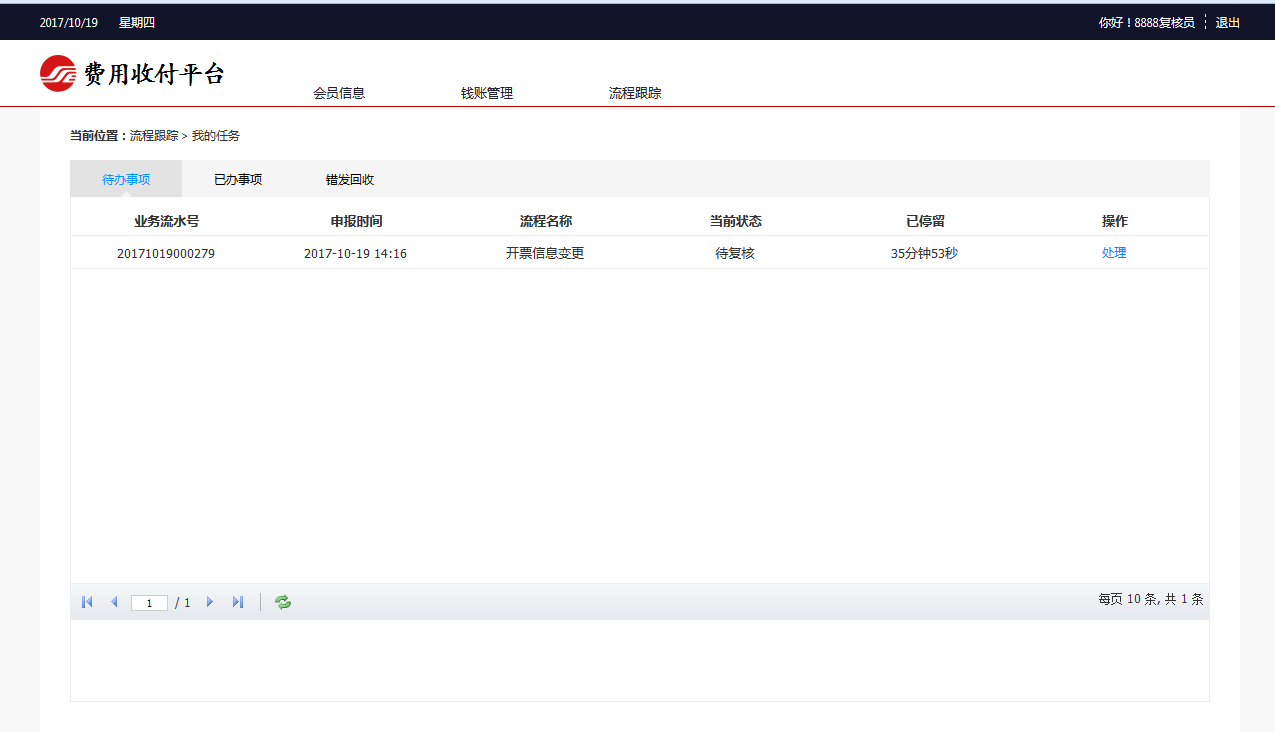 2017/10/19 星期四 你好！8888复核员 退出
费用收付平台
会员信息 钱账管理 流程跟踪
当前位置：流程跟踪 > 我的任务
待办事项 已办事项 错发回收
业务流水号 申报时间 流程名称 当前状态 已停留 操作
20171019000279 2017-10-19 14:16 开票信息变更 待复核 35分钟53秒 处理
1 / 1 每页 10 条, 共 1 条